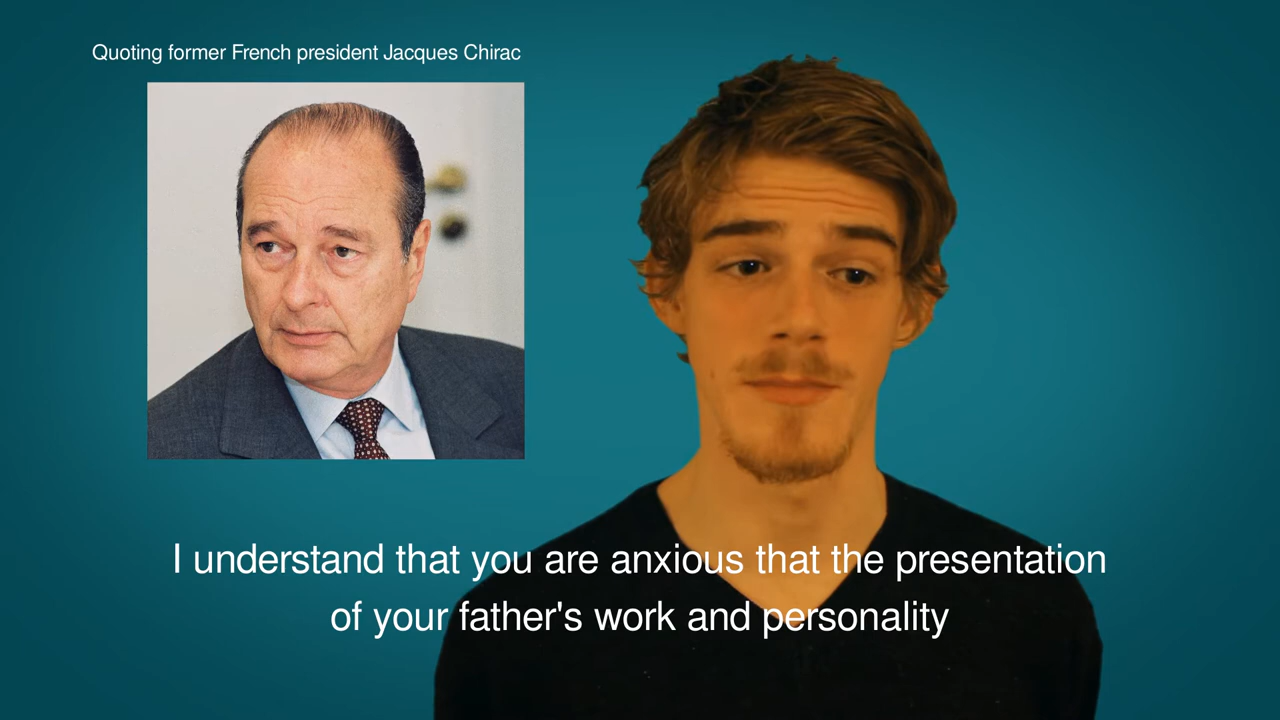 Quoting former French president Jacques Chirac
I understand that you are anxious that the presentation
of your father's work and personality